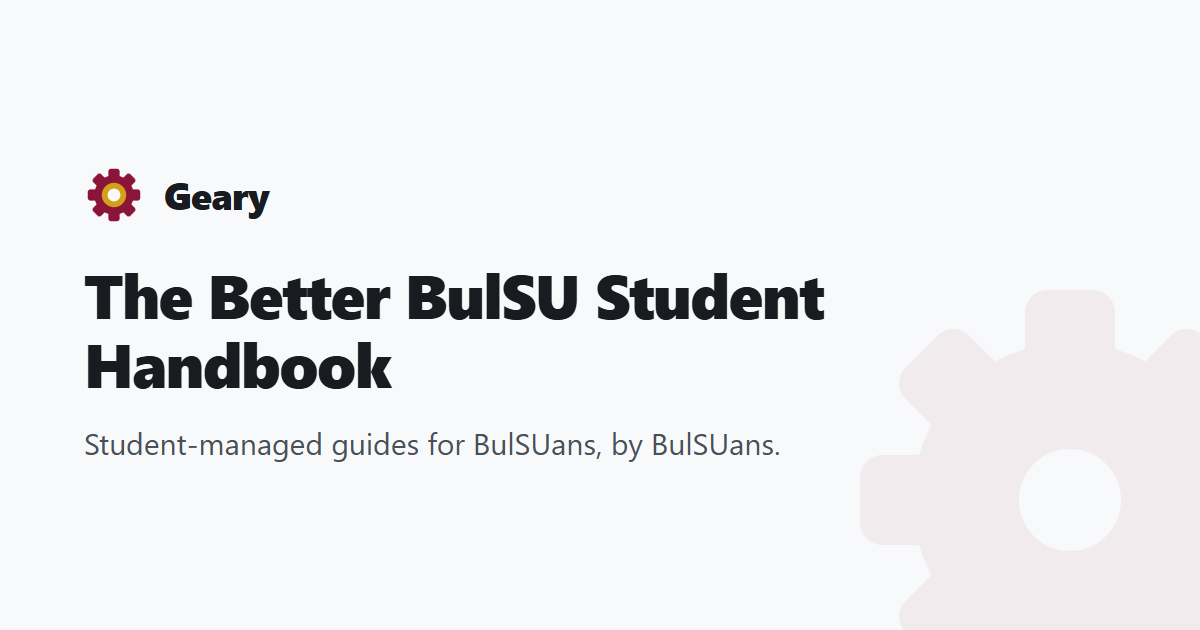 Geary
The Better BulSU Student
Handbook
Student-managed guides for BulSUans, by BulSUans.